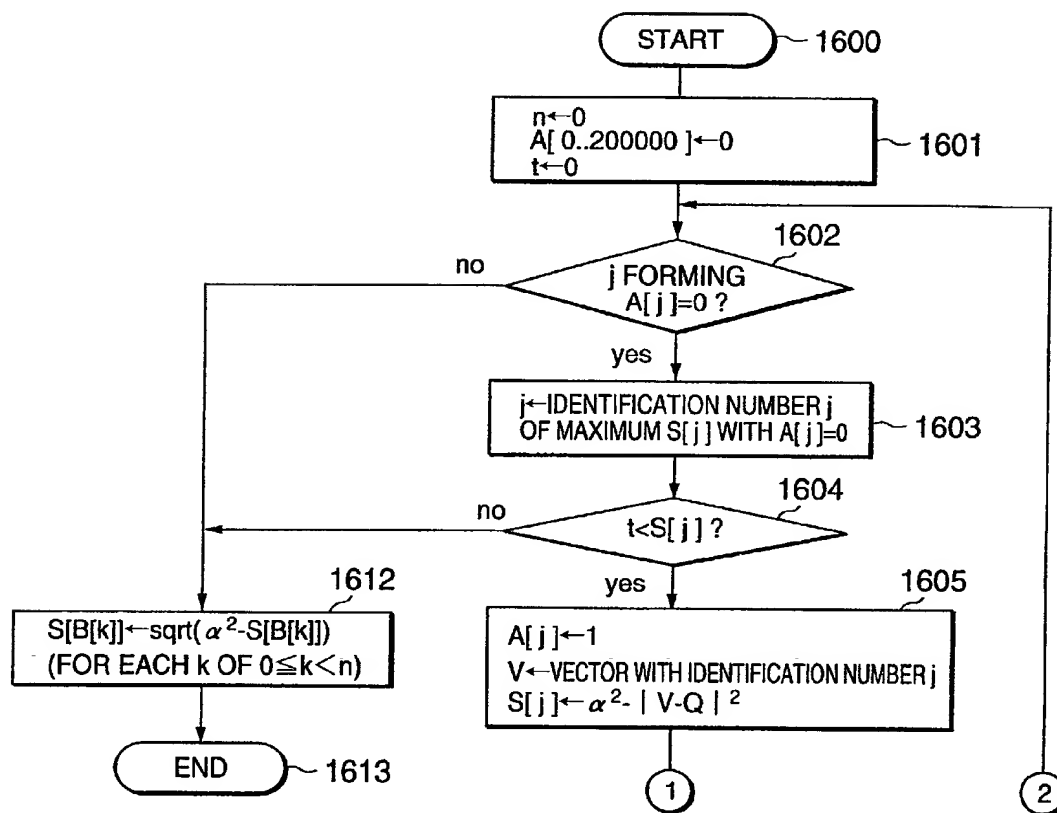 START
1600
n←0
A[ 0..200000 ]←0
t←0
1601
1602
no
j FORMING
A[ j ]=0 ?
yes
j←IDENTIFICATION NUMBER j
OF MAXIMUM S[ j ] WITH A[ j ]=0
1603
1604
no
t<S[ j ] ?
yes
1605
1612
S[B[k]]←sqrt( α²-S[B[k]])
(FOR EACH k OF 0≦k<n)
A[ j ]←1
V←VECTOR WITH IDENTIFICATION NUMBER j
S[ j ]←α²- | V-Q | ²
END
1613
1
2